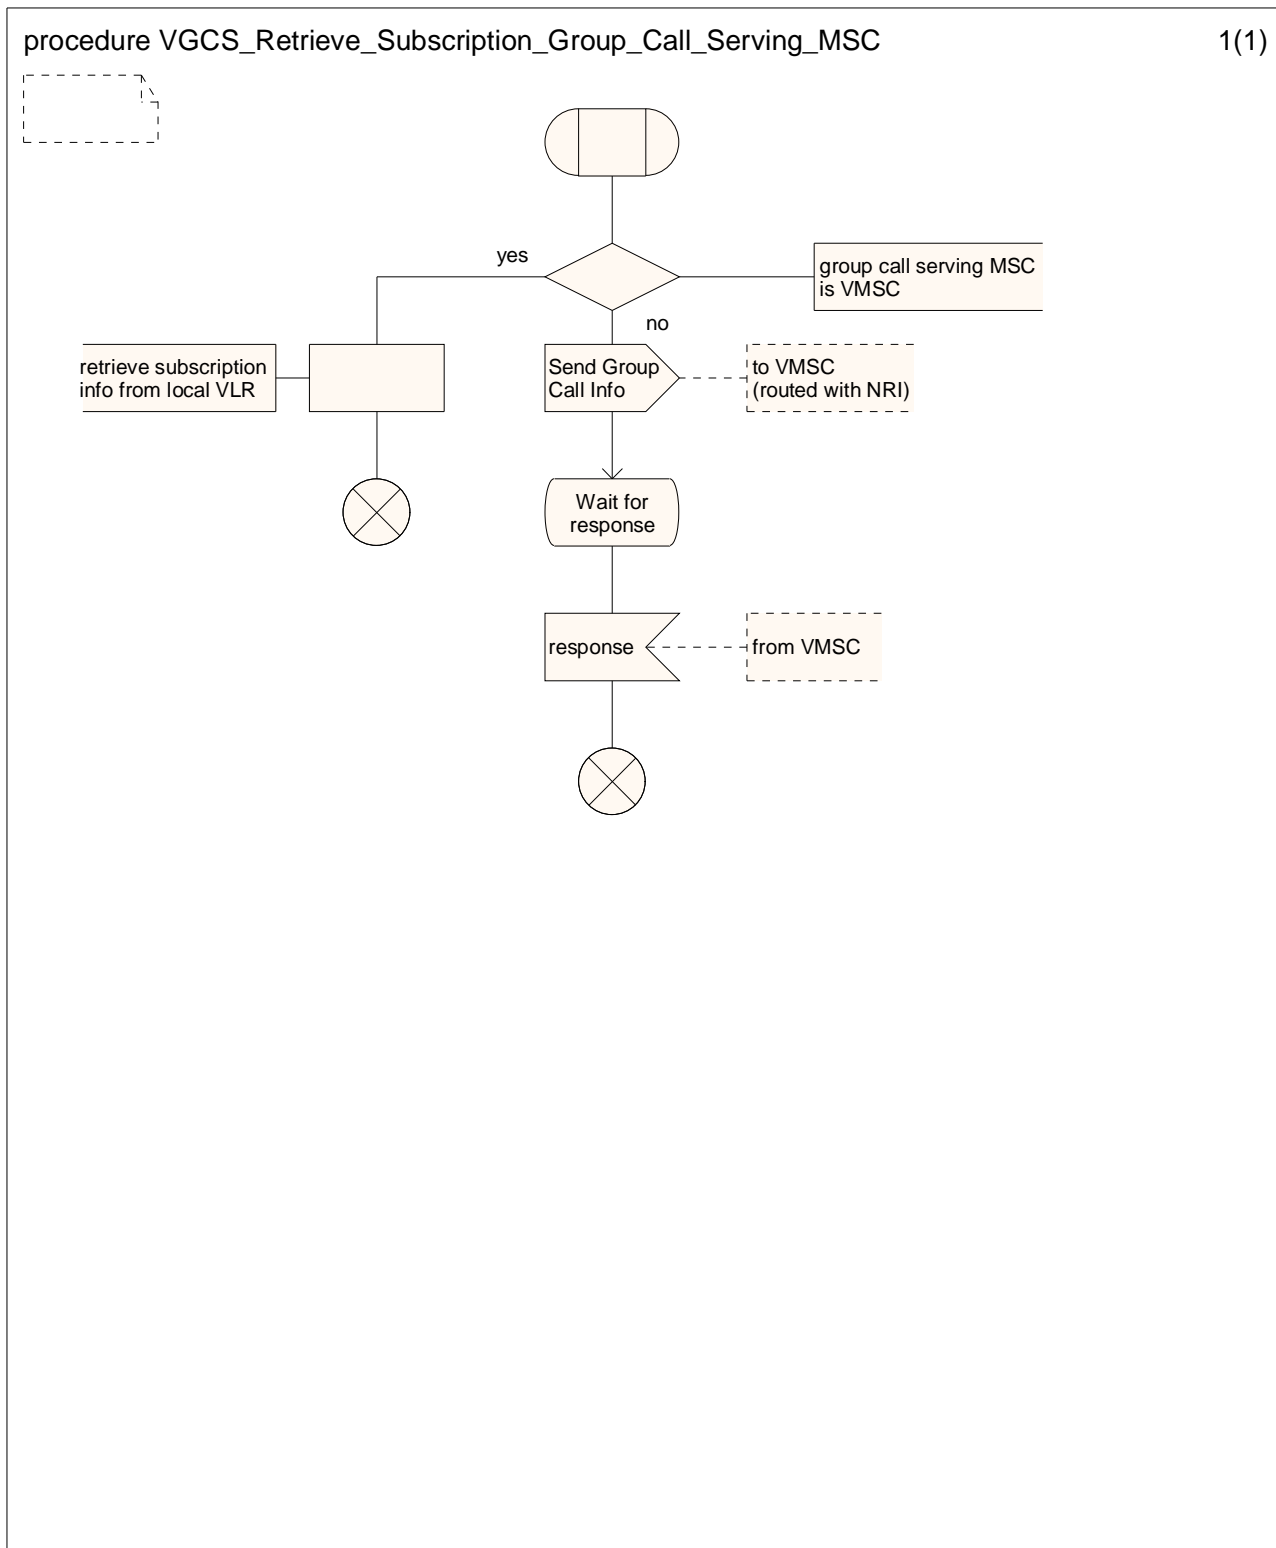 procedure VGCS_Retrieve_Subscription_Group_Call_Serving_MSC 1(1)
yes
group call serving MSC
is VMSC
no
retrieve subscription
info from local VLR
Send Group
Call Info
to VMSC
(routed with NRI)
Wait for
response
response
from VMSC